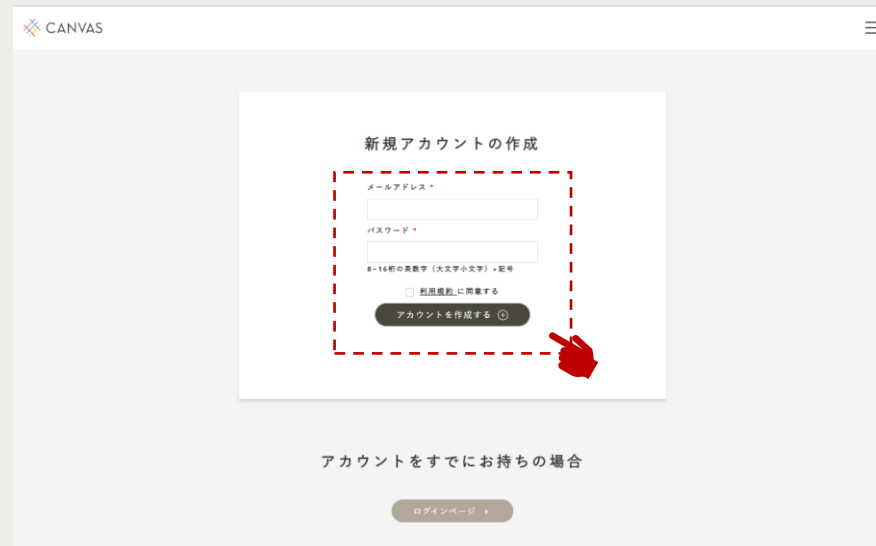 CANVAS
新規アカウントの作成
メールアドレス *
パスワード *
8~16桁の英数字（大文字小文字）+記号
利用規約 に同意する
アカウントを作成する
アカウントをすでにお持ちの場合
ログインページ